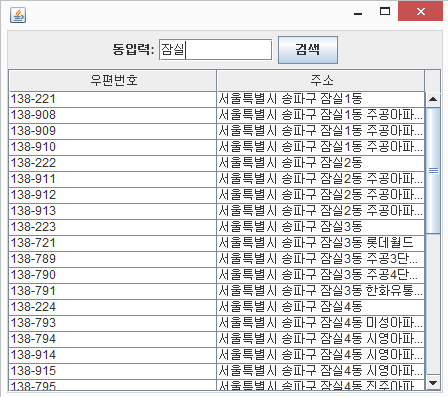 동입력: 잠실 검색
우편번호 주소
138-221 서울특별시 송파구 잠실1동
138-908 서울특별시 송파구 잠실1동 주공아파...
138-909 서울특별시 송파구 잠실1동 주공아파...
138-910 서울특별시 송파구 잠실1동 주공아파...
138-222 서울특별시 송파구 잠실2동
138-911 서울특별시 송파구 잠실2동 주공아파...
138-912 서울특별시 송파구 잠실2동 주공아파...
138-913 서울특별시 송파구 잠실2동 주공아파...
138-223 서울특별시 송파구 잠실3동
138-721 서울특별시 송파구 잠실3동 롯데월드
138-789 서울특별시 송파구 잠실3동 주공3단...
138-790 서울특별시 송파구 잠실3동 주공4단...
138-791 서울특별시 송파구 잠실3동 한화유통...
138-224 서울특별시 송파구 잠실4동
138-793 서울특별시 송파구 잠실4동 미성아파...
138-794 서울특별시 송파구 잠실4동 시영아파...
138-914 서울특별시 송파구 잠실4동 시영아파...
138-915 서울특별시 송파구 잠실4동 시영아파...
138-795 서울특별시 송파구 잠실4동 진주아파...